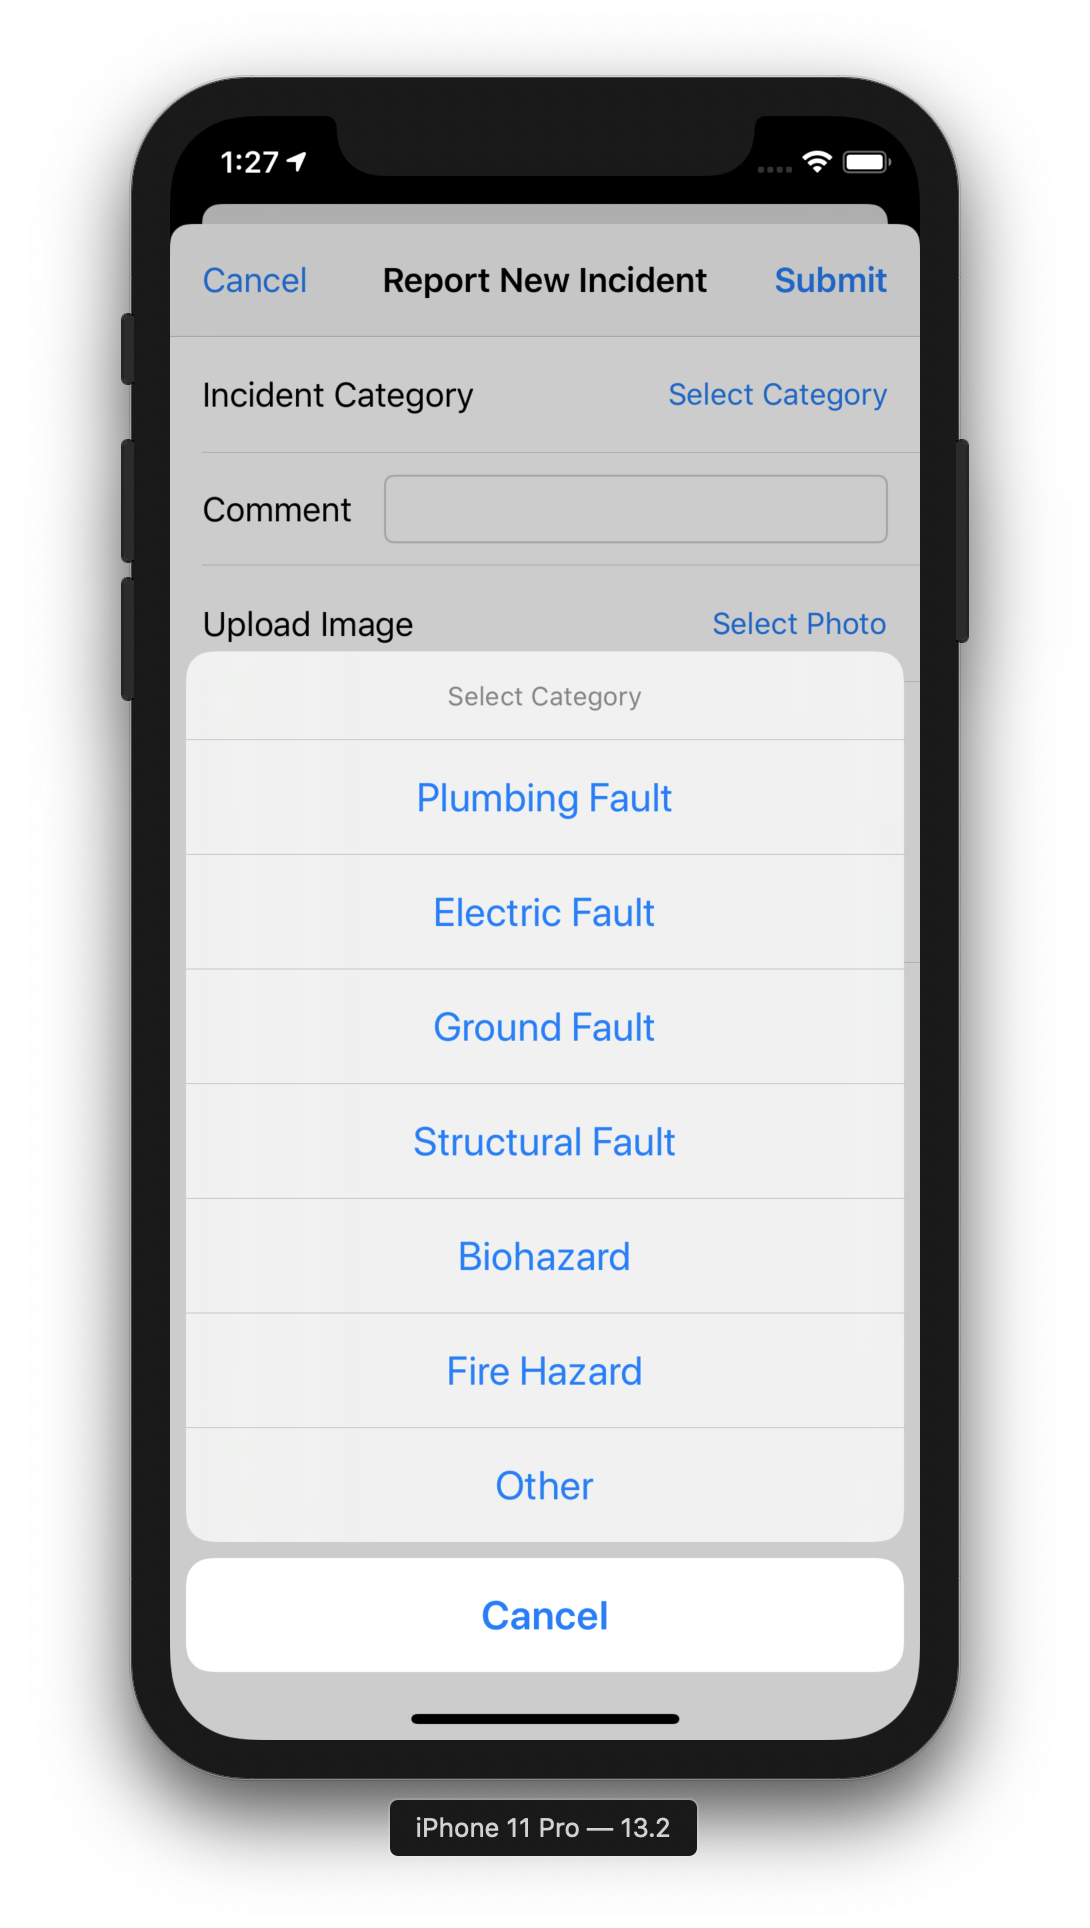 1:27
Cancel Report New Incident Submit
Incident Category Select Category
Comment
Upload Image Select Photo
Select Category
Plumbing Fault
Electric Fault
Ground Fault
Structural Fault
Biohazard
Fire Hazard
Other
Cancel
iPhone 11 Pro — 13.2